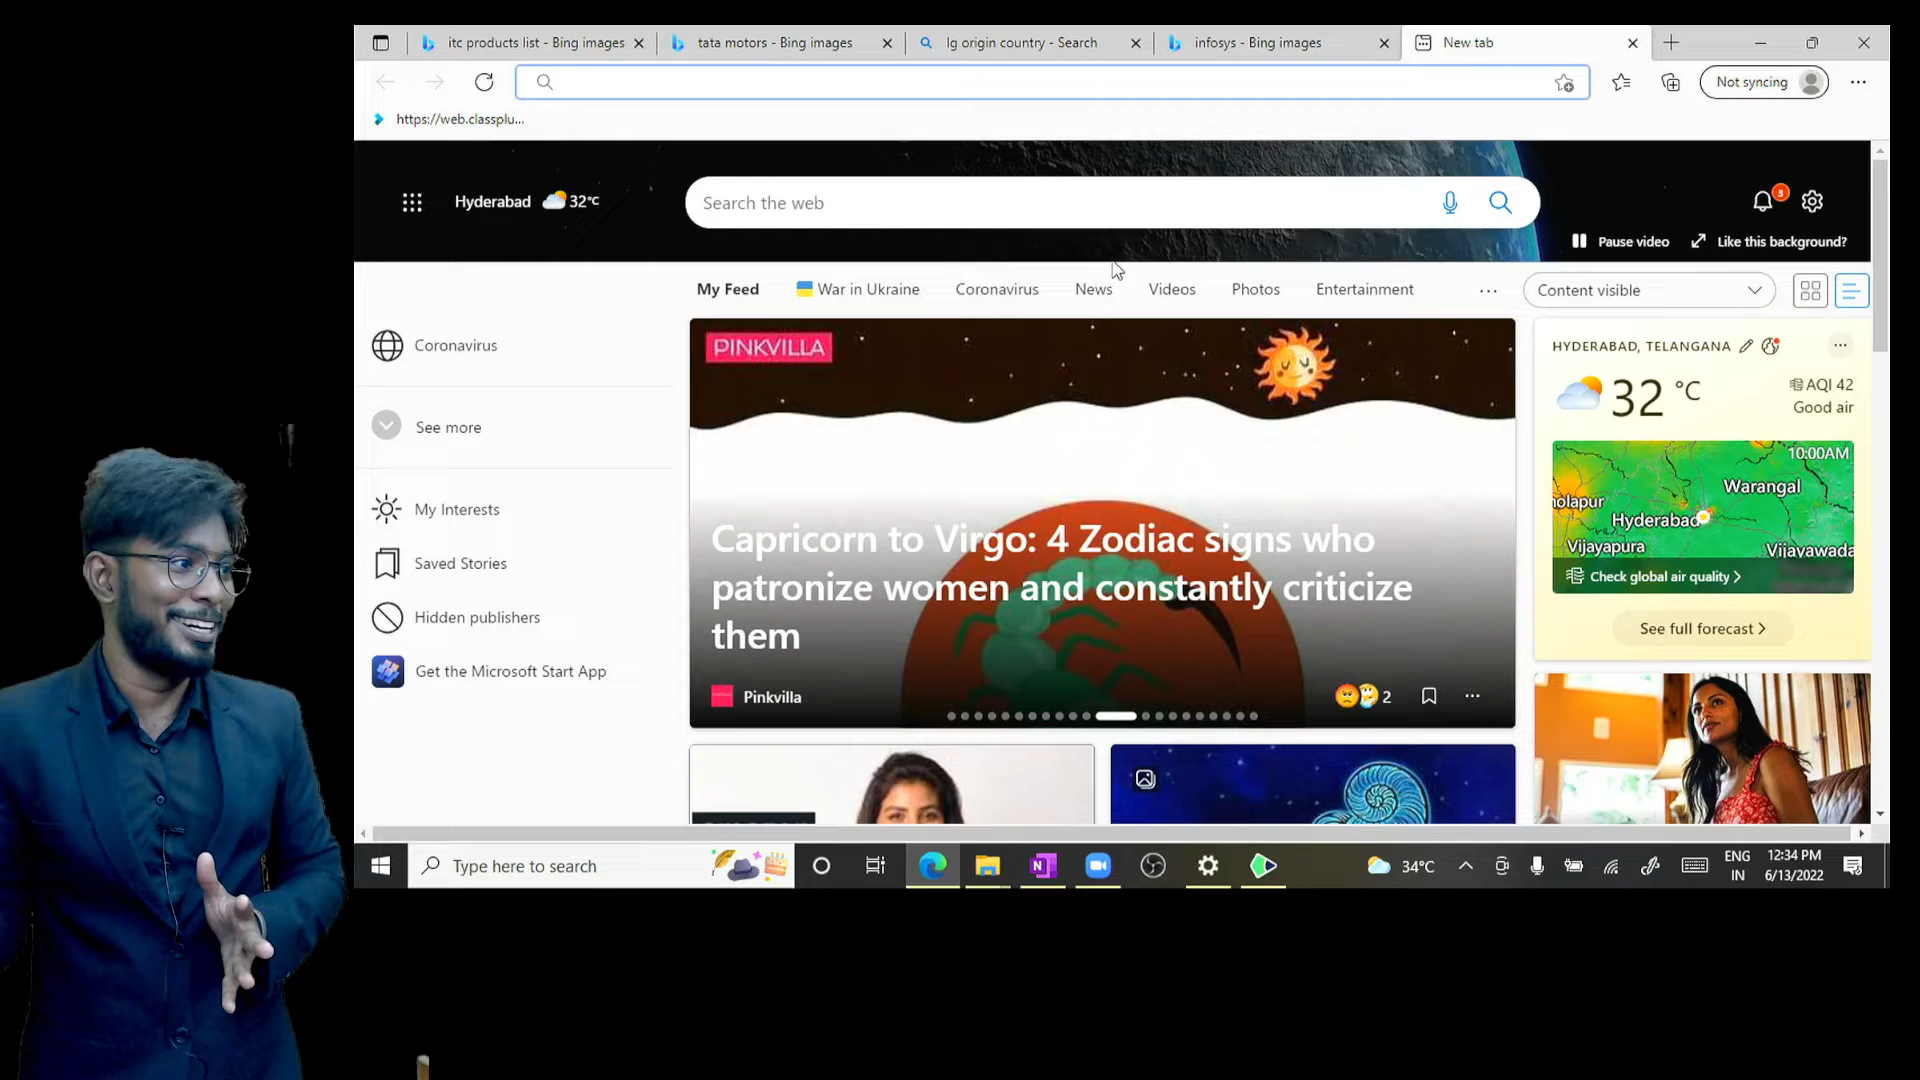 itc products list - Bing images
tata motors - Bing images
lg origin country - Search
infosys - Bing images
New tab
Not syncing
https://web.classplu...
Hyderabad 32°C
Search the web
3
Pause video
Like this background?
My Feed
War in Ukraine
Coronavirus
News
Videos
Photos
Entertainment
...
Content visible
Coronavirus
See more
My Interests
Saved Stories
Hidden publishers
Get the Microsoft Start App
PINKVILLA
Capricorn to Virgo: 4 Zodiac signs who
patronize women and constantly criticize
them
Pinkvilla
2
HYDERABAD, TELANGANA
32 °C
AQI 42
Good air
10:00AM
Warangal
olapur
Hyderabad
Vijayapura
Vijayawada
Check global air quality >
See full forecast >
Type here to search
N
34°C
ENG
IN
12:34 PM
6/13/2022